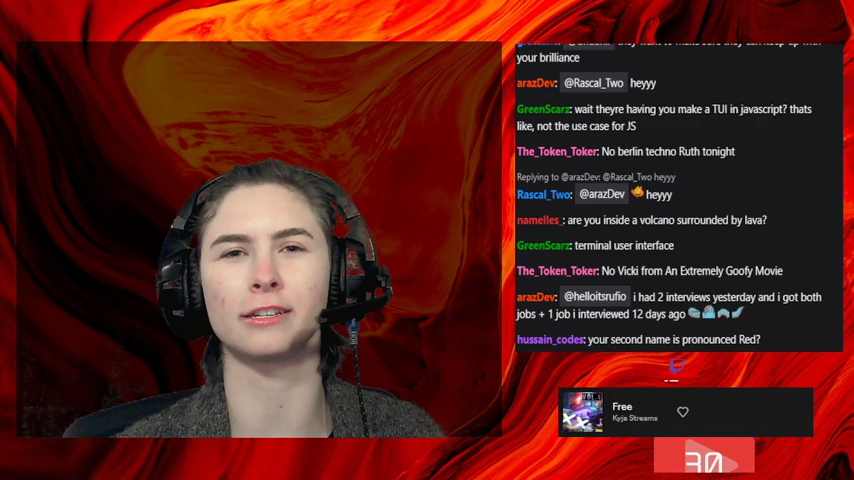 your brilliance
arazDev: @Rascal_Two heyyy
GreenScarz: wait theyre having you make a TUI in javascript? thats
like, not the use case for JS
The_Token_Toker: No berlin techno Ruth tonight
Replying to @arazDev: @Rascal_Two heyyy
Rascal_Two: @arazDev heyyy
namelles_: are you inside a volcano surrounded by lava?
GreenScarz: terminal user interface
The_Token_Toker: No Vicki from An Extremely Goofy Movie
arazDev: @helloitsrufio i had 2 interviews yesterday and i got both
jobs + 1 job i interviewed 12 days ago
hussain_codes: your second name is pronounced Red?
Free
Kyja Streams
30